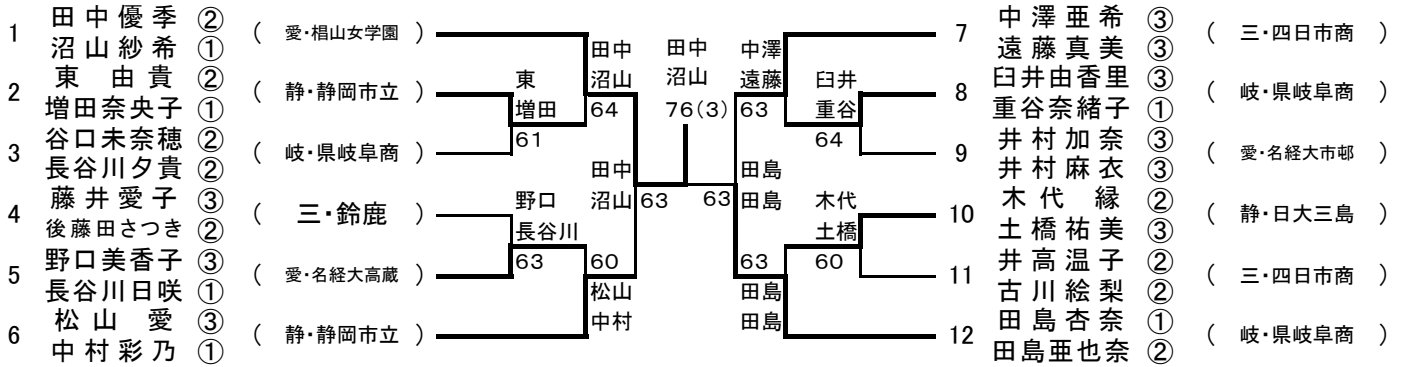 1 田中優季 ② ( 愛・椙山女学園 )
沼山紗希 ①
2 東 由貴 ② ( 静・静岡市立 )
増田奈央子 ①
3 谷口未奈穂 ② ( 岐・県岐阜商 )
長谷川夕貴 ②
4 藤井愛子 ③ ( 三・鈴鹿 )
後藤田さつき ②
5 野口美香子 ③ ( 愛・名経大高蔵 )
長谷川日咲 ①
6 松山 愛 ③ ( 静・静岡市立 )
中村彩乃 ①
東
増田
61
野口
長谷川
63
田中
沼山
64
60
松山
中村
田中
沼山 63
田中
沼山
76(3)
中澤
遠藤
63
63 田島
田島
63
田島
田島
臼井
重谷
64
木代
土橋
60
7 中澤亜希 ③ ( 三・四日市商 )
遠藤真美 ③
8 臼井由香里 ③ ( 岐・県岐阜商 )
重谷奈緒子 ①
9 井村加奈 ③ ( 愛・名経大市邨 )
井村麻衣 ③
10 木代 縁 ② ( 静・日大三島 )
土橋祐美 ③
11 井高温子 ② ( 三・四日市商 )
古川絵梨 ②
12 田島杏奈 ① ( 岐・県岐阜商 )
田島亜也奈 ②